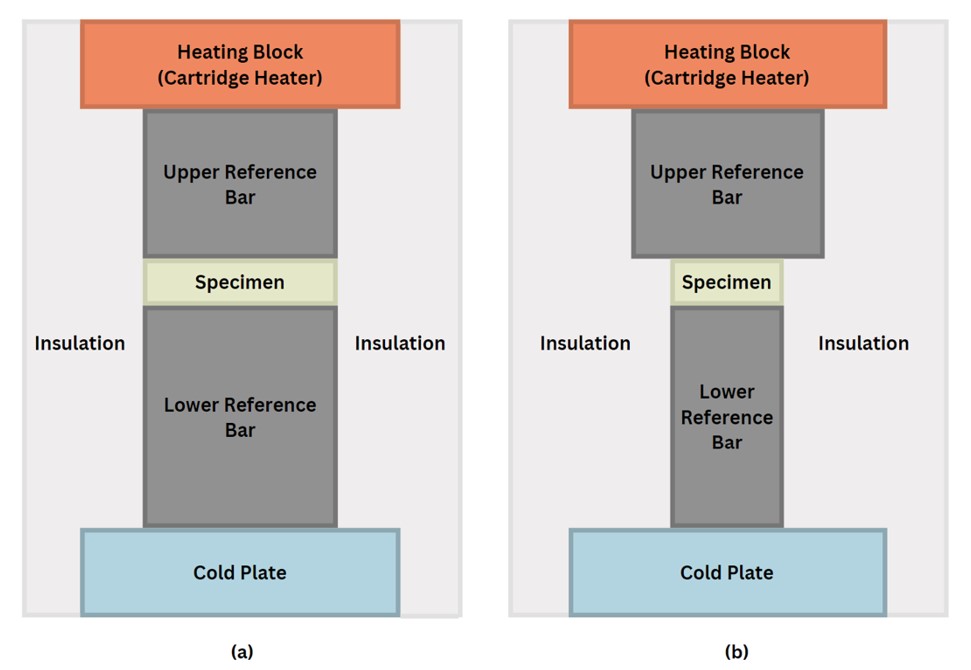 Heating Block
(Cartridge Heater)
Upper Reference
Bar
Specimen
Insulation
Insulation
Lower Reference
Bar
Cold Plate
(a)
Heating Block
(Cartridge Heater)
Upper Reference
Bar
Specimen
Insulation
Insulation
Lower
Reference
Bar
Cold Plate
(b)